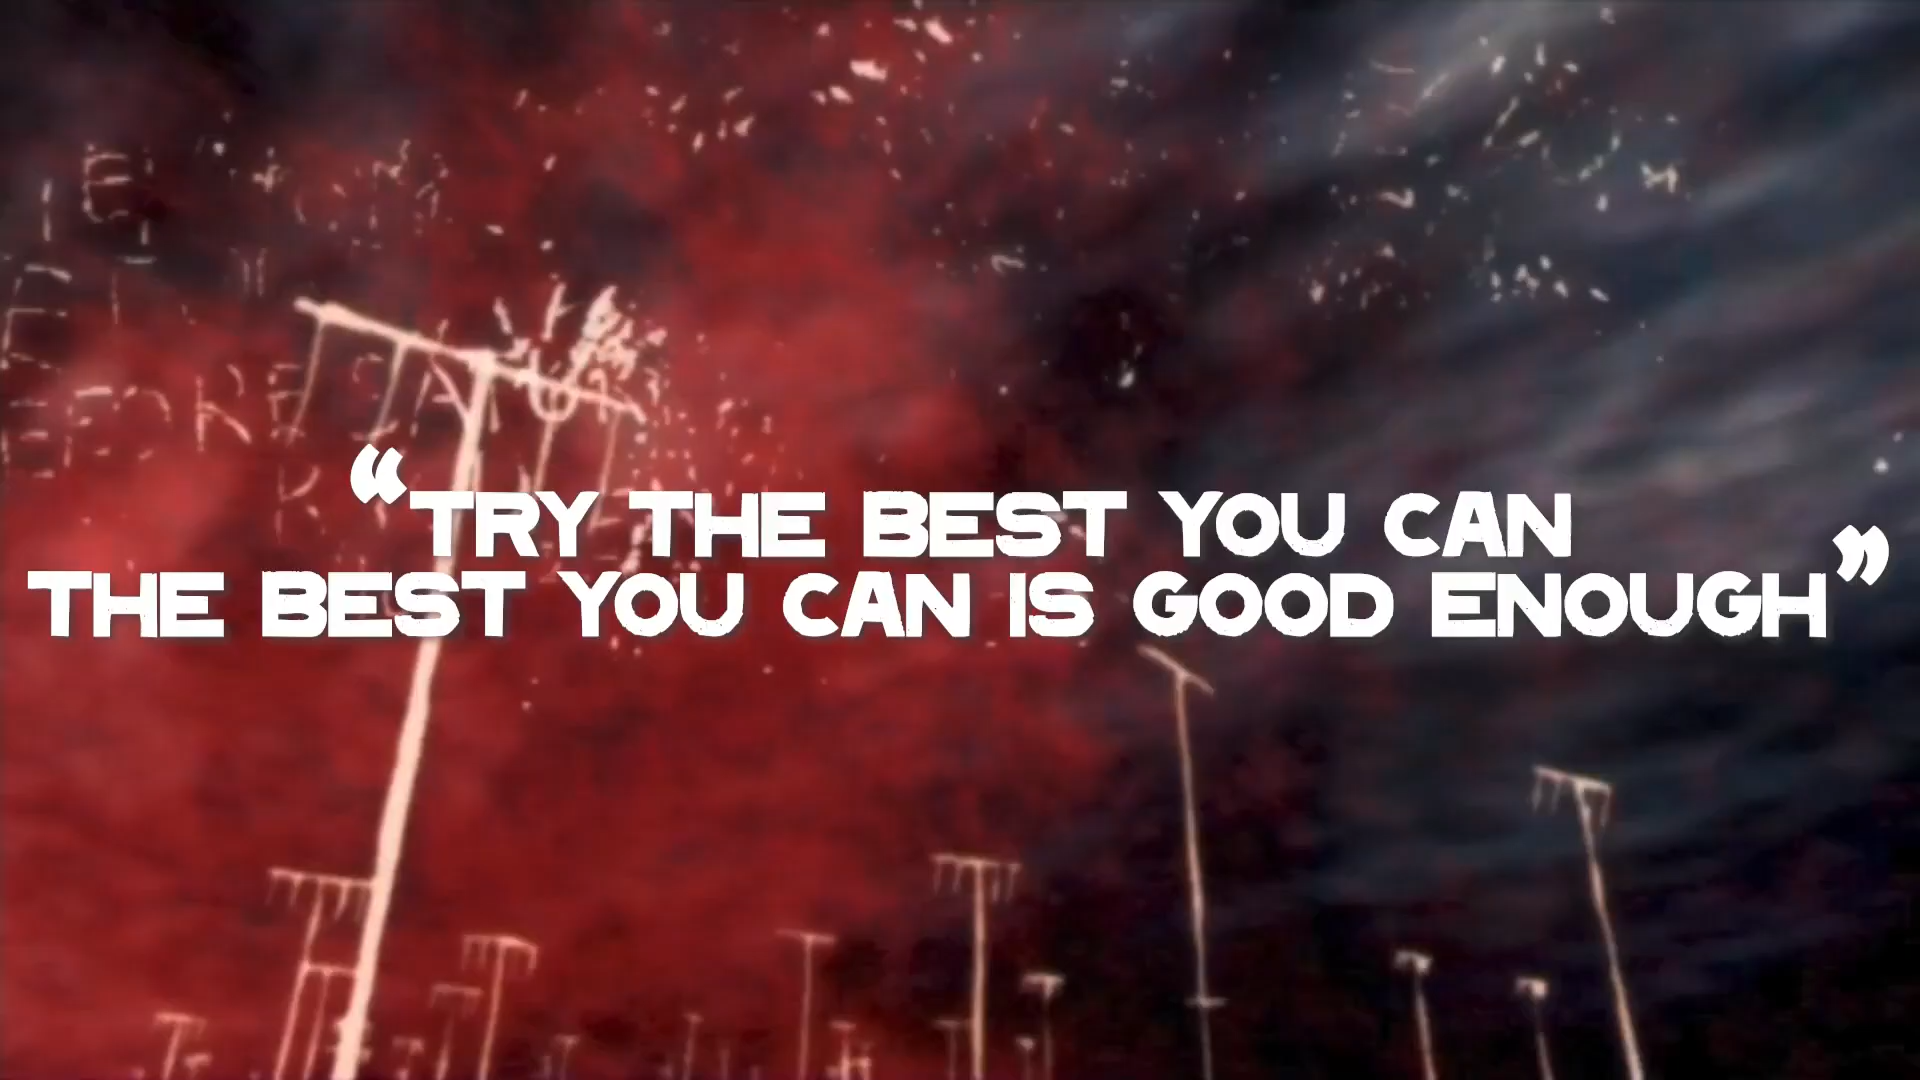 “TRY THE BEST YOU CAN
THE BEST YOU CAN IS GOOD ENOUGH”